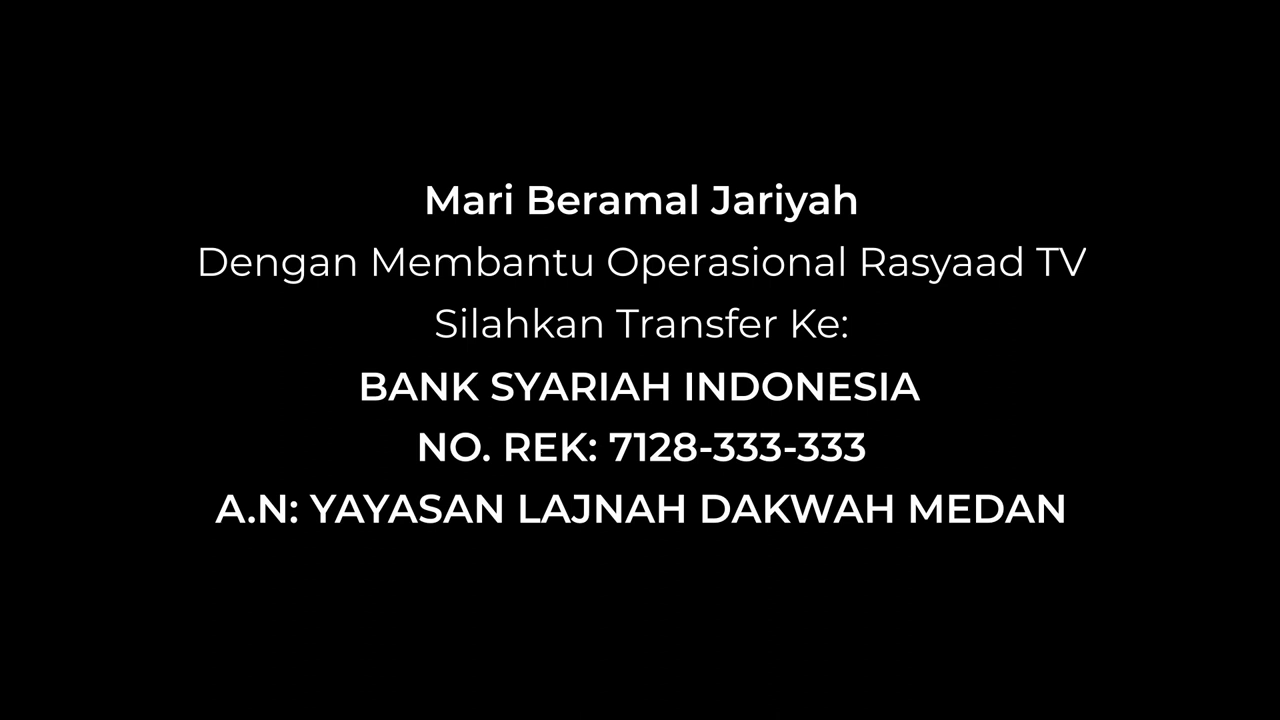 Mari Beramal Jariyah
Dengan Membantu Operasional Rasyaad TV
Silahkan Transfer Ke:
BANK SYARIAH INDONESIA
NO. REK: 7128-333-333
A.N: YAYASAN LAJNAH DAKWAH MEDAN